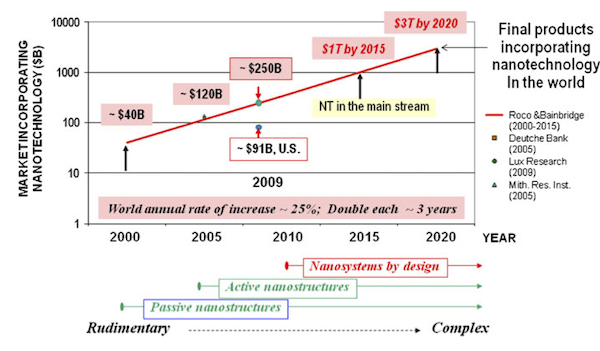 10000
1000
100
10
1
MARKET INCORPORATING
NANOTECHNOLOGY ($B)
~ $40B
~ $120B
~ $250B
~ $91B, U.S.
2009
$1T by 2015
$3T by 2020
NT in the main stream
World annual rate of increase ~ 25%; Double each ~ 3 years
2000
2005
2010
2015
2020
YEAR
Final products
incorporating
nanotechnology
In the world
Roco &Bainbridge
(2000-2015)
Deutche Bank
(2005)
Lux Research
(2009)
Mith. Res. Inst.
(2005)
Nanosystems by design
Active nanostructures
Passive nanostructures
Rudimentary
Complex